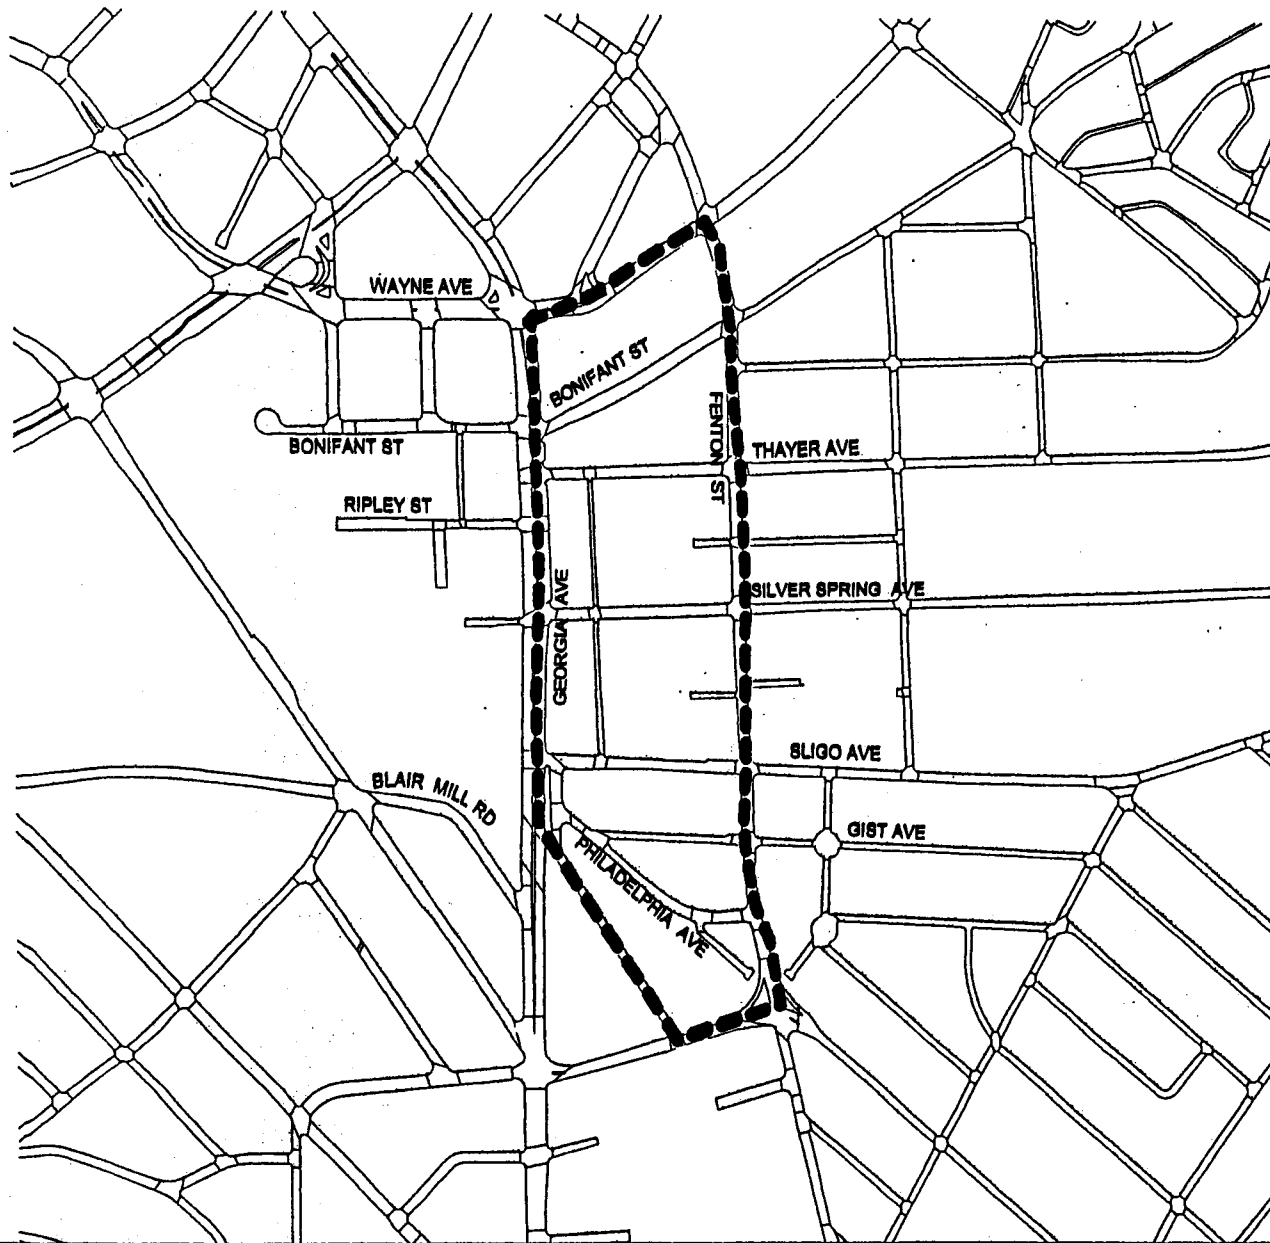 WAYNE AVE
BONIFANT ST
FENTON ST
BONIFANT ST
THAYER AVE
RIPLEY ST
GEORGIA AVE
SILVER SPRING AVE
SLIGO AVE
BLAIR MILL RD
GIST AVE
PHILADELPHIA AVE